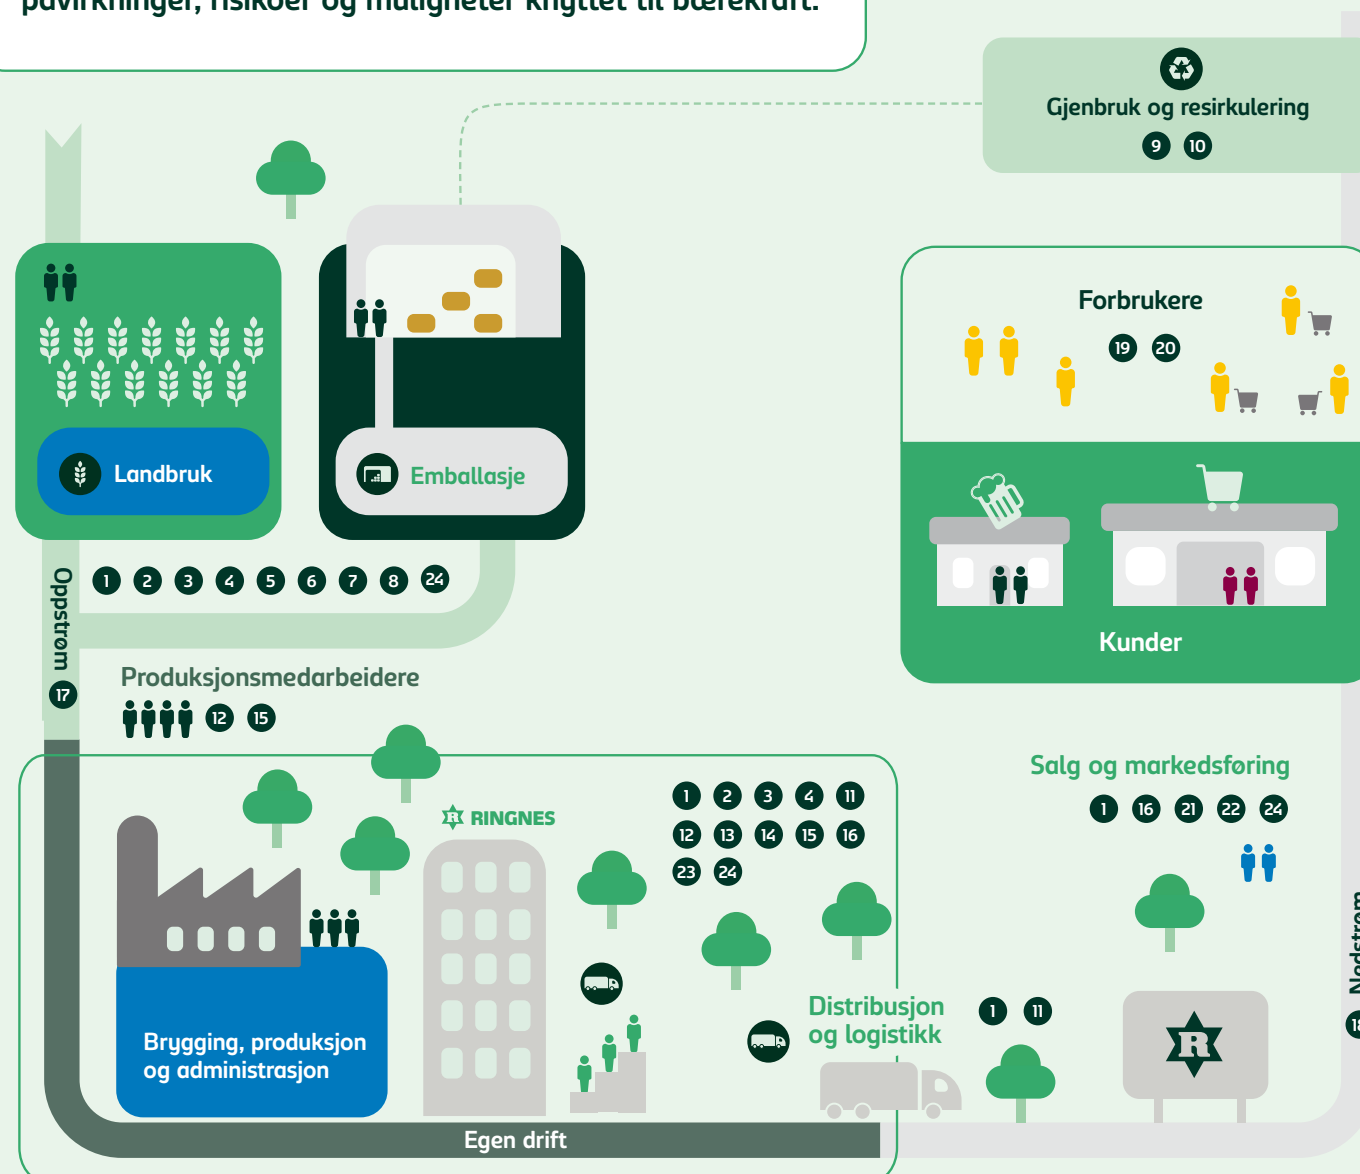 påvirkninger, risikoer og muligheter knyttet til bærekraft.
Gjenbruk og resirkulering
9 10
Forbrukere
19 20
Landbruk
Emballasje
Kunder
Oppstrøm
1 2 3 4 5 6 7 8 24
17
Produksjonsmedarbeidere
12 15
Salg og markedsføring
1 16 21 22 24
RINGNES
1 2 3 4 11
12 13 14 15 16
23 24
Nedstrøm
18
Distribusjon
og logistikk
1 11
R
Brygging, produksjon
og administrasjon
Egen drift